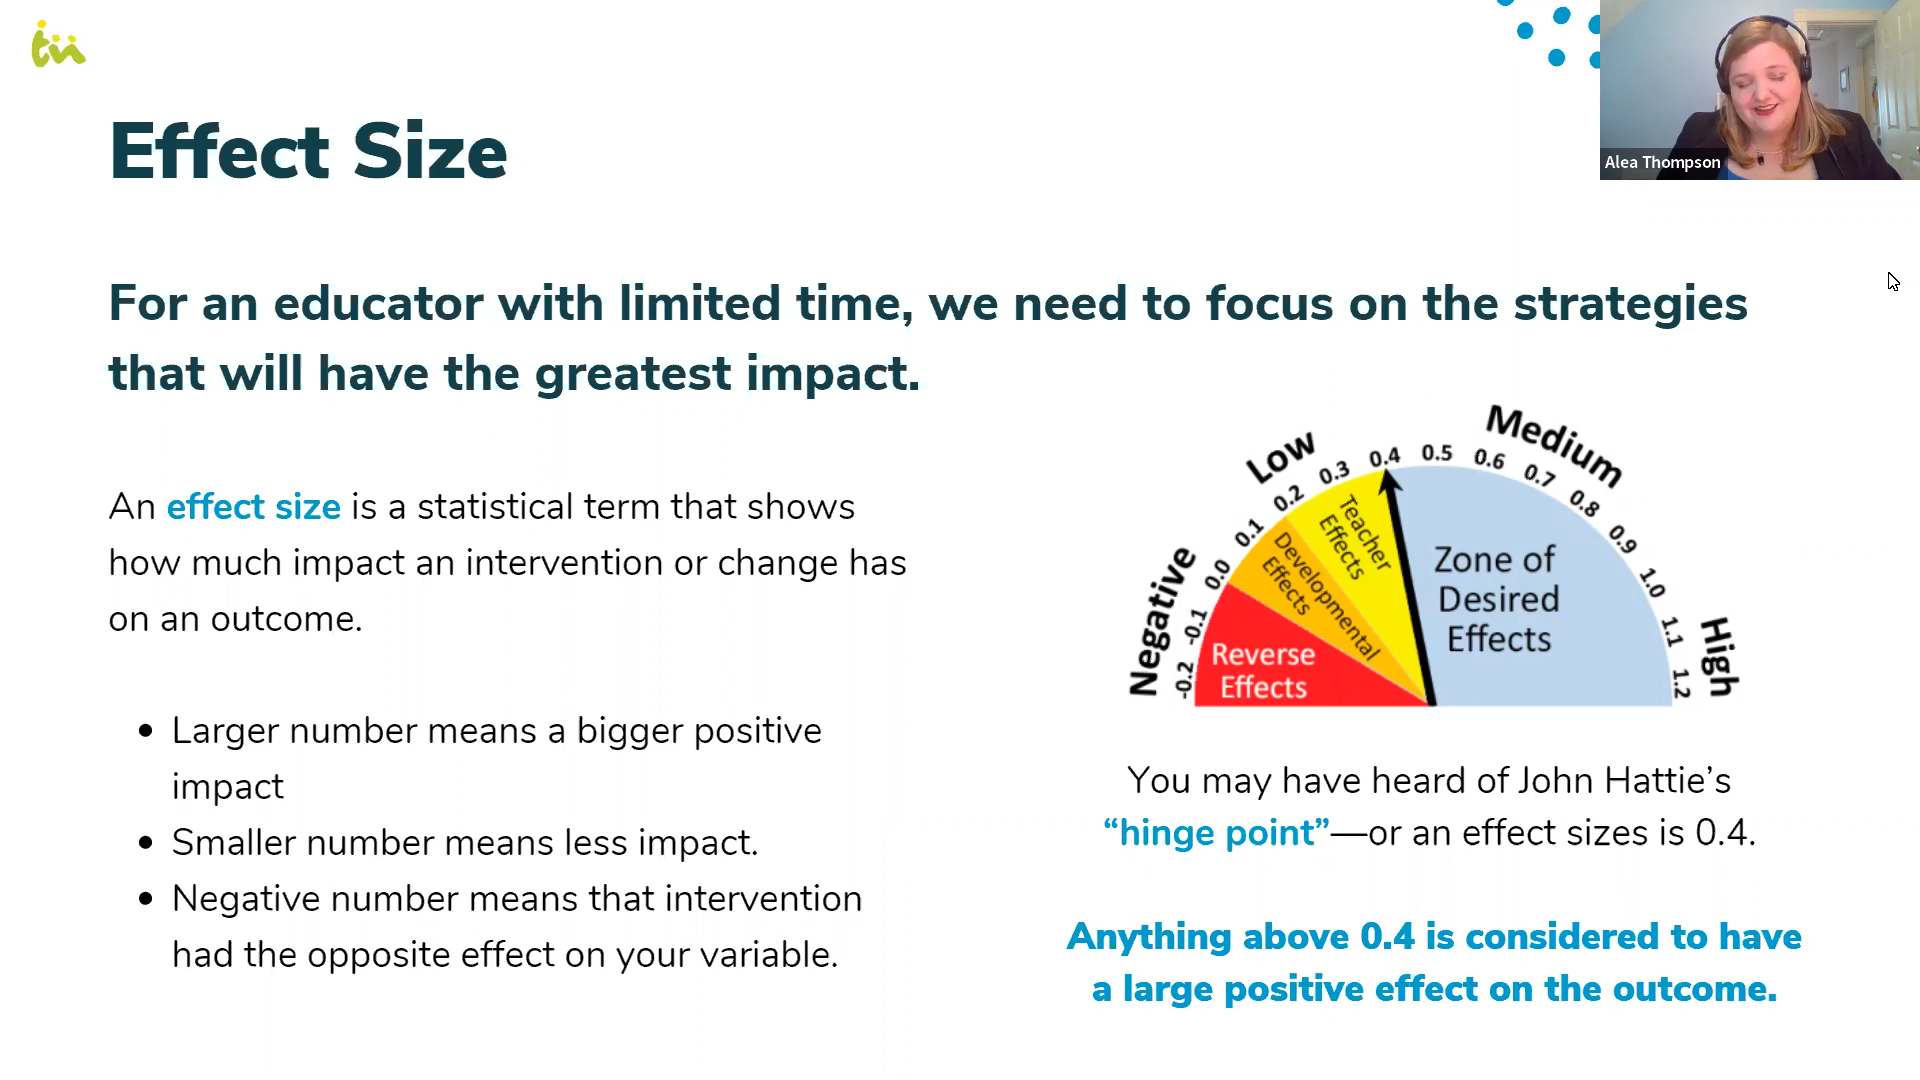 Effect Size
Alea Thompson
For an educator with limited time, we need to focus on the strategies
that will have the greatest impact.
An effect size is a statistical term that shows
how much impact an intervention or change has
on an outcome.
• Larger number means a bigger positive
impact
• Smaller number means less impact.
• Negative number means that intervention
had the opposite effect on your variable.
Negative
Low
Medium
High
-0.2
-0.1
0.0
0.1
0.2
0.3
0.4
0.5
0.6
0.7
0.8
0.9
1.0
1.1
1.2
Reverse
Effects
Developmental
Effects
Teacher
Effects
Zone of
Desired
Effects
You may have heard of John Hattie’s
“hinge point”—or an effect sizes is 0.4.
Anything above 0.4 is considered to have
a large positive effect on the outcome.